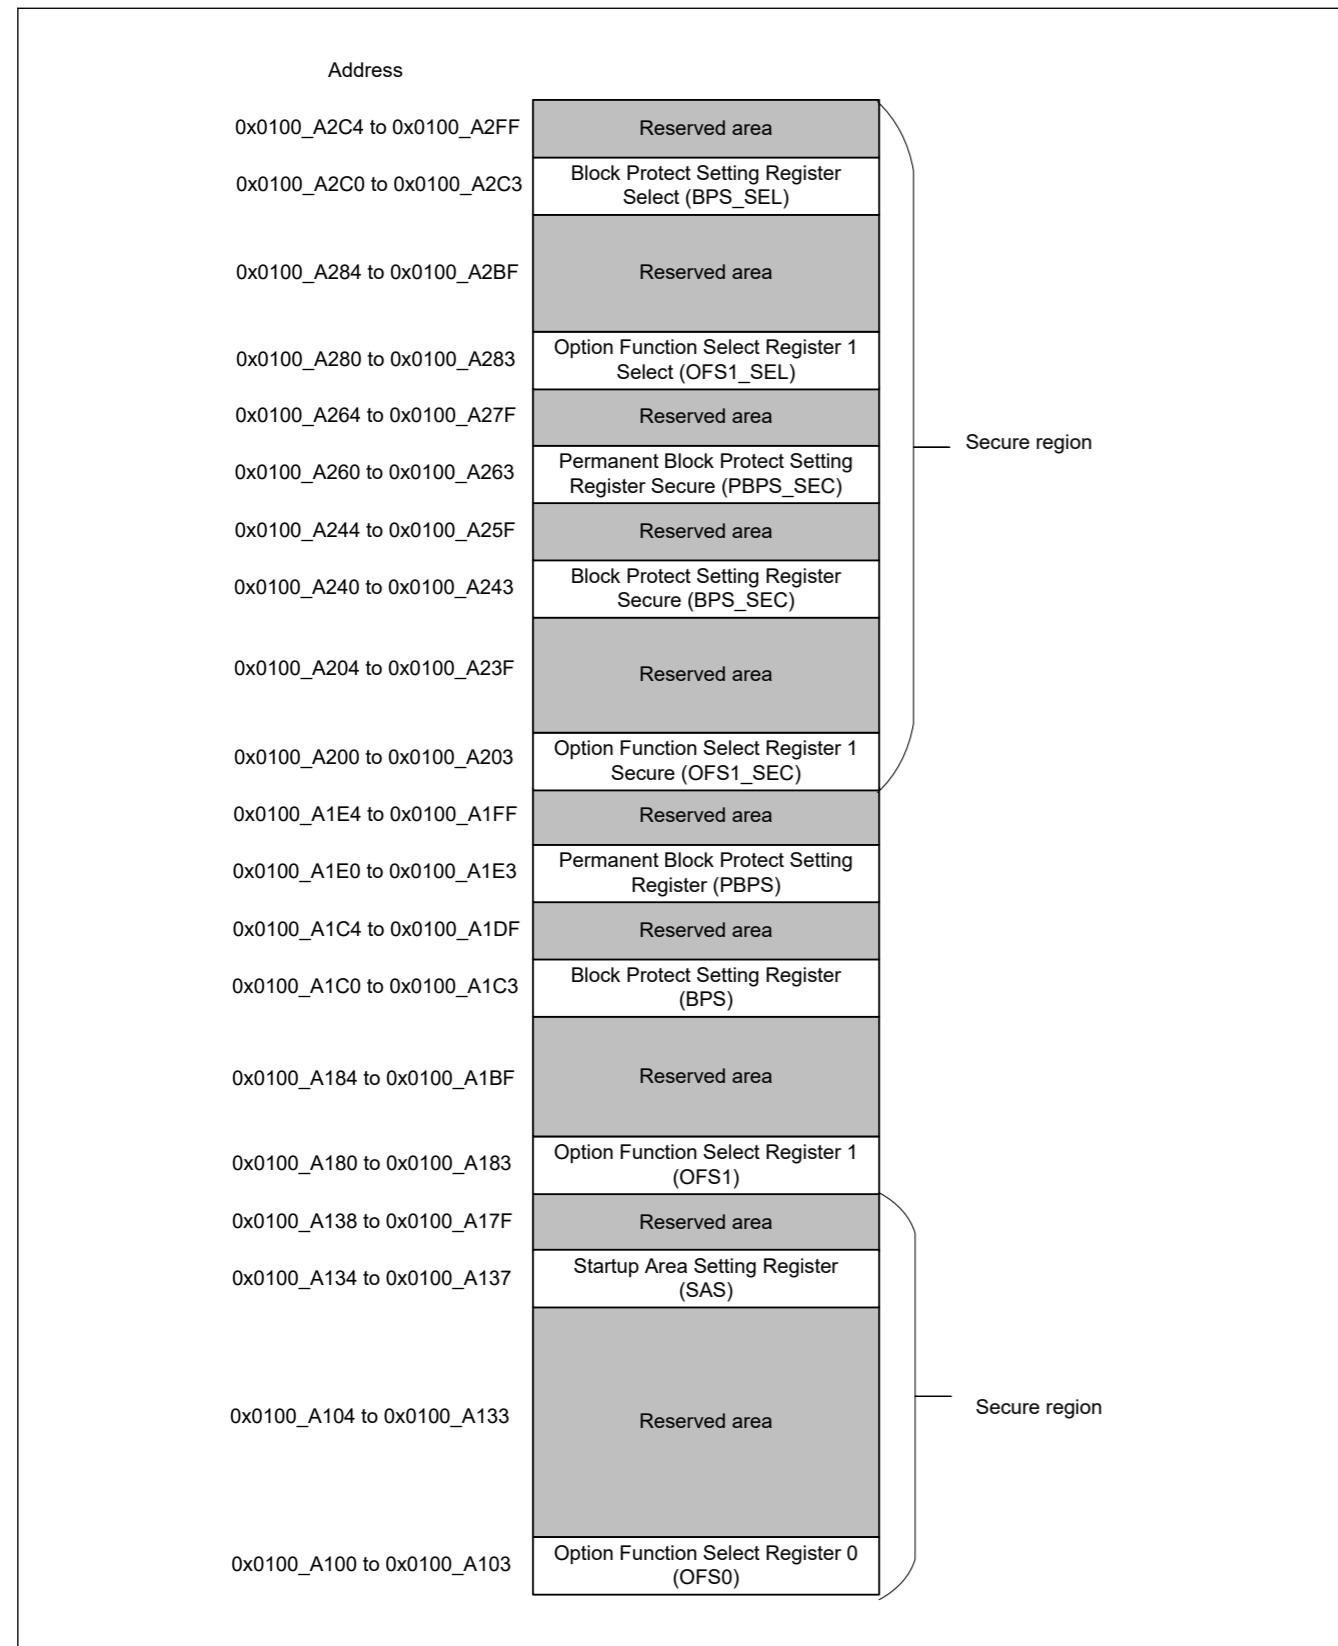 Address
0x0100_A2C4 to 0x0100_A2FF
Reserved area
0x0100_A2C0 to 0x0100_A2C3
Block Protect Setting Register
Select (BPS_SEL)
0x0100_A284 to 0x0100_A2BF
Reserved area
0x0100_A280 to 0x0100_A283
Option Function Select Register 1
Select (OFS1_SEL)
0x0100_A264 to 0x0100_A27F
Reserved area
Secure region
0x0100_A260 to 0x0100_A263
Permanent Block Protect Setting
Register Secure (PBPS_SEC)
0x0100_A244 to 0x0100_A25F
Reserved area
0x0100_A240 to 0x0100_A243
Block Protect Setting Register
Secure (BPS_SEC)
0x0100_A204 to 0x0100_A23F
Reserved area
0x0100_A200 to 0x0100_A203
Option Function Select Register 1
Secure (OFS1_SEC)
0x0100_A1E4 to 0x0100_A1FF
Reserved area
0x0100_A1E0 to 0x0100_A1E3
Permanent Block Protect Setting
Register (PBPS)
0x0100_A1C4 to 0x0100_A1DF
Reserved area
0x0100_A1C0 to 0x0100_A1C3
Block Protect Setting Register
(BPS)
0x0100_A184 to 0x0100_A1BF
Reserved area
0x0100_A180 to 0x0100_A183
Option Function Select Register 1
(OFS1)
0x0100_A138 to 0x0100_A17F
Reserved area
0x0100_A134 to 0x0100_A137
Startup Area Setting Register
(SAS)
0x0100_A104 to 0x0100_A133
Reserved area
Secure region
0x0100_A100 to 0x0100_A103
Option Function Select Register 0
(OFS0)